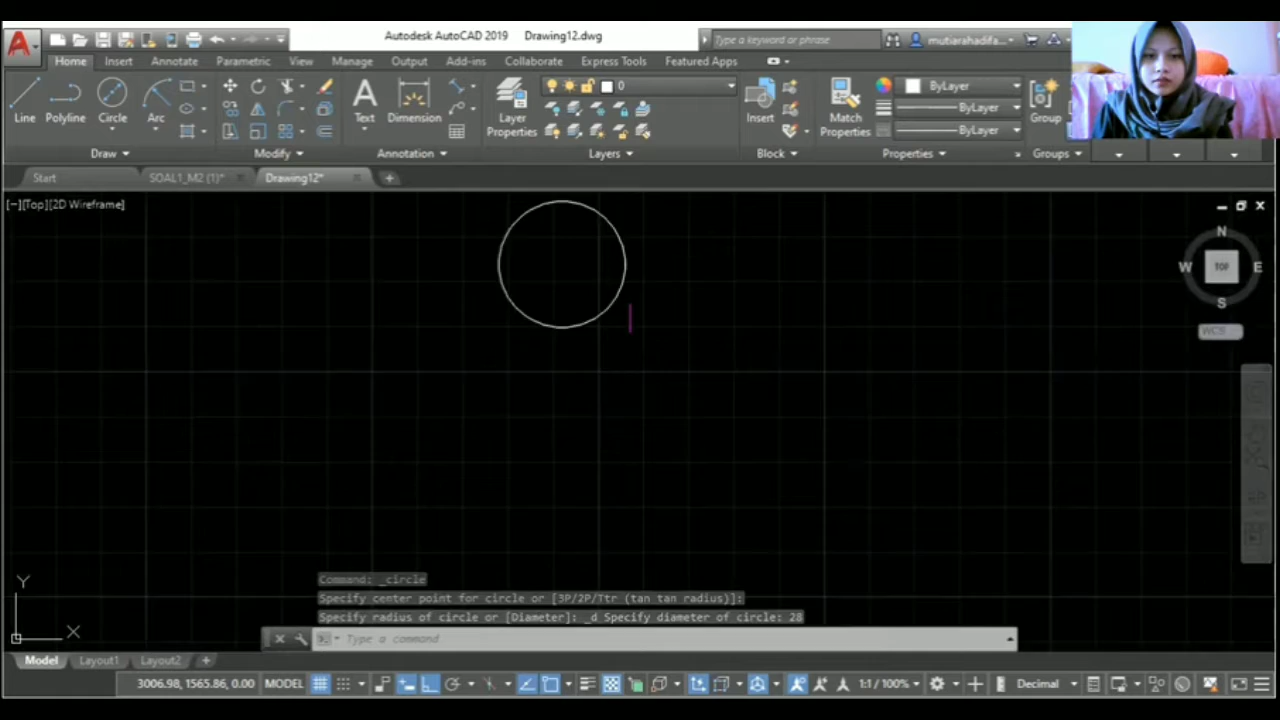 Autodesk AutoCAD 2019 Drawing12.dwg
Type a keyword or phrase
mutiarahadifa...
Home Insert Annotate Parametric View Manage Output Add-ins Collaborate Express Tools Featured Apps
Line Polyline Circle Arc
Text Dimension
Layer Properties
0
Insert
Match Properties
ByLayer
ByLayer
ByLayer
Group
Draw Modify Annotation Layers Block Properties Groups
Start SOAL1_M2 (1)* Drawing12*
[−][Top][2D Wireframe]
N
W TOP E
S
WCS
Y
X
Command: _circle
Specify center point for circle or [3P/2P/Ttr (tan tan radius)]:
Specify radius of circle or [Diameter]: _d Specify diameter of circle: 28
Type a command
Model Layout1 Layout2
3006.98, 1565.86, 0.00 MODEL 1:1 / 100% Decimal